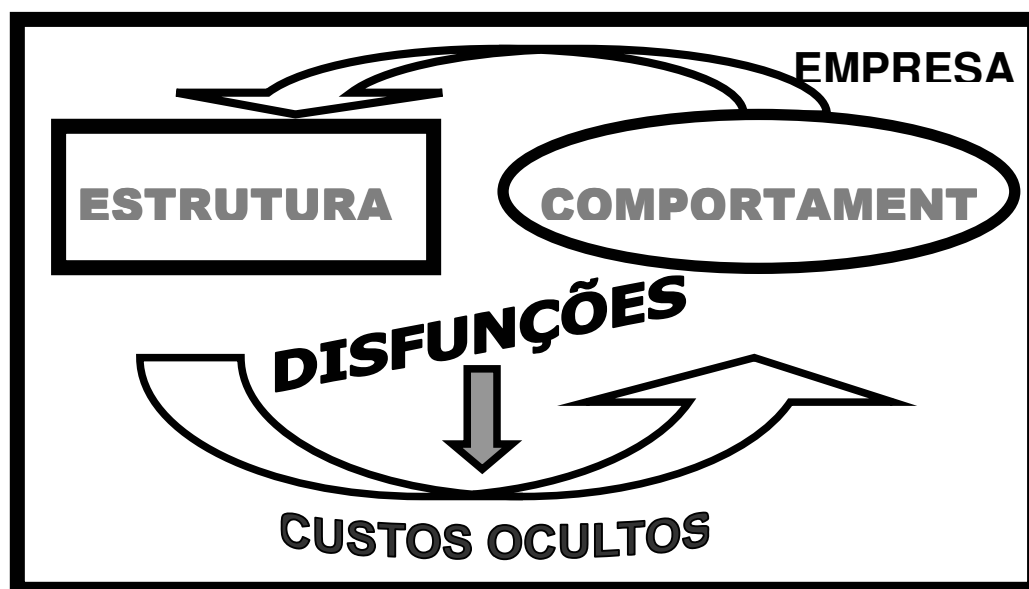 EMPRESA
ESTRUTURA
COMPORTAMENT
DISFUNÇÕES
CUSTOS OCULTOS